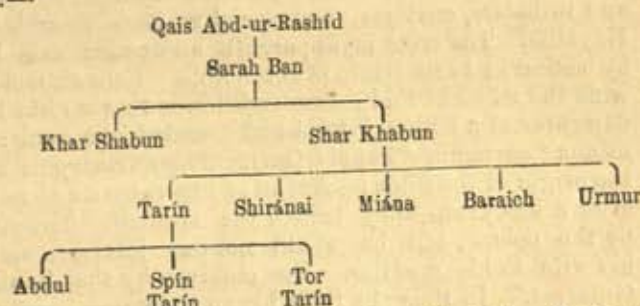 Qais Abd-ur-Rashíd
Sarah Ban
Khar Shabun Shar Khabun
Tarín Shiránai Miána Baraich Urmur
Abdul Spín Tarín Tor Tarín